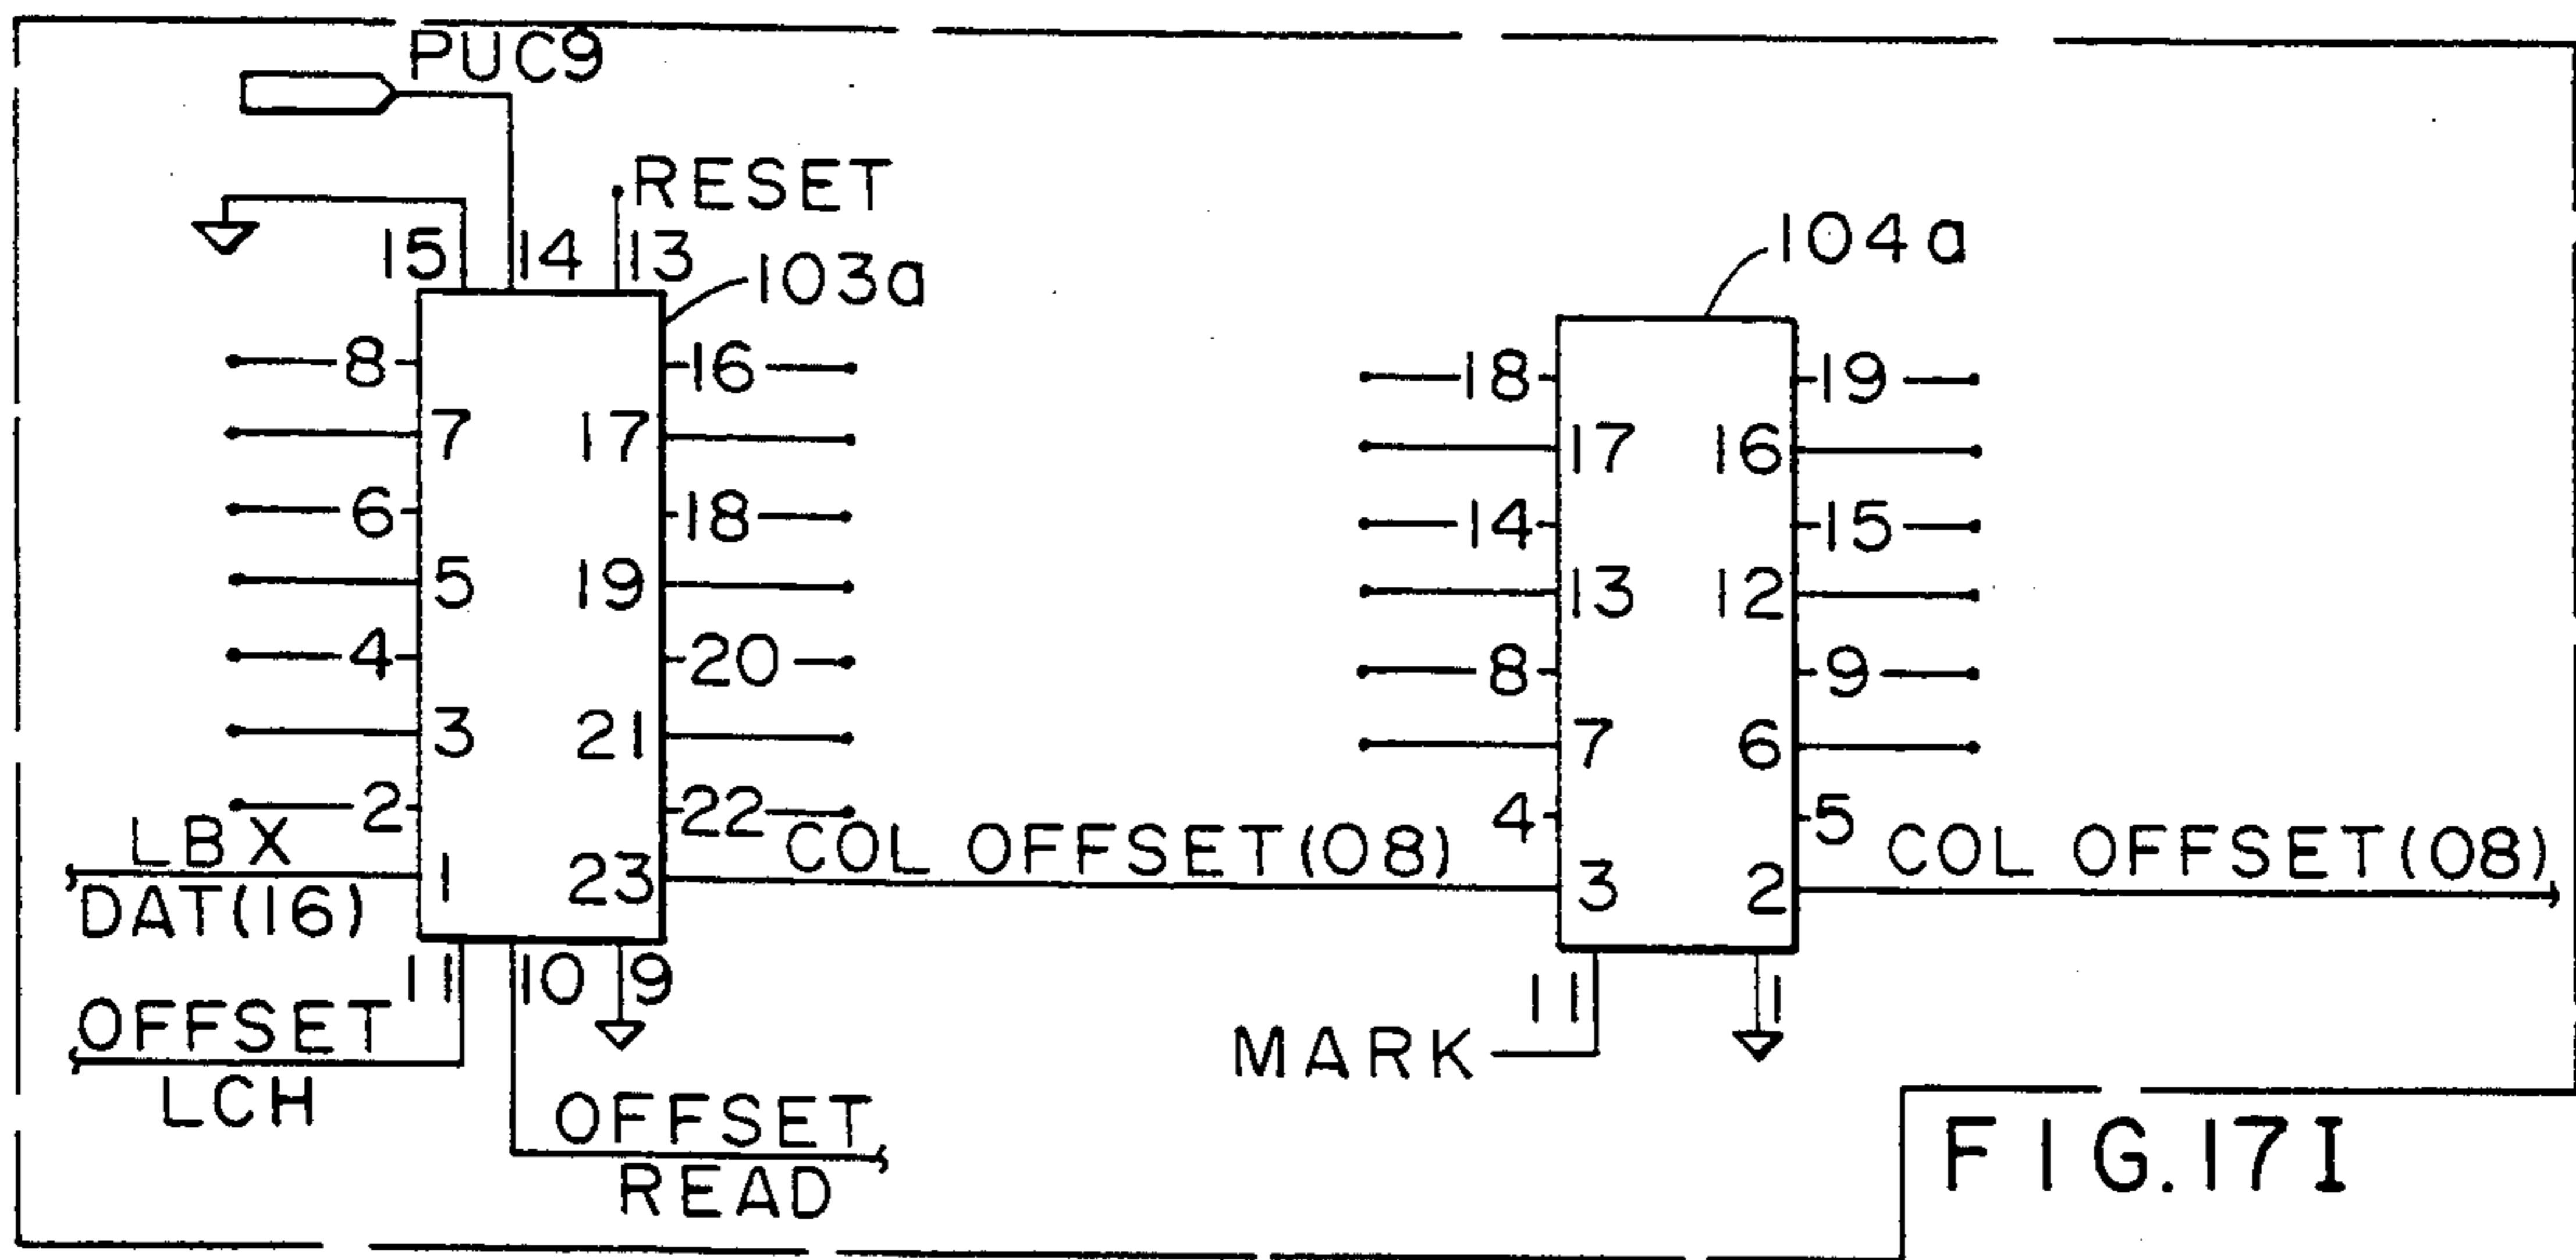 PUC9
RESET
15 14 13
103a
104a
8 16
18 19
7 17
17 16
6 18
14 15
5 19
13 12
4 20
8 9
3 21
7 6
2 22
4 5
LBX
DAT(16)
1 23
COL OFFSET(08)
3 2
COL OFFSET(08)
11 10 9
11 1
OFFSET
LCH
MARK
OFFSET
READ
FIG.17I